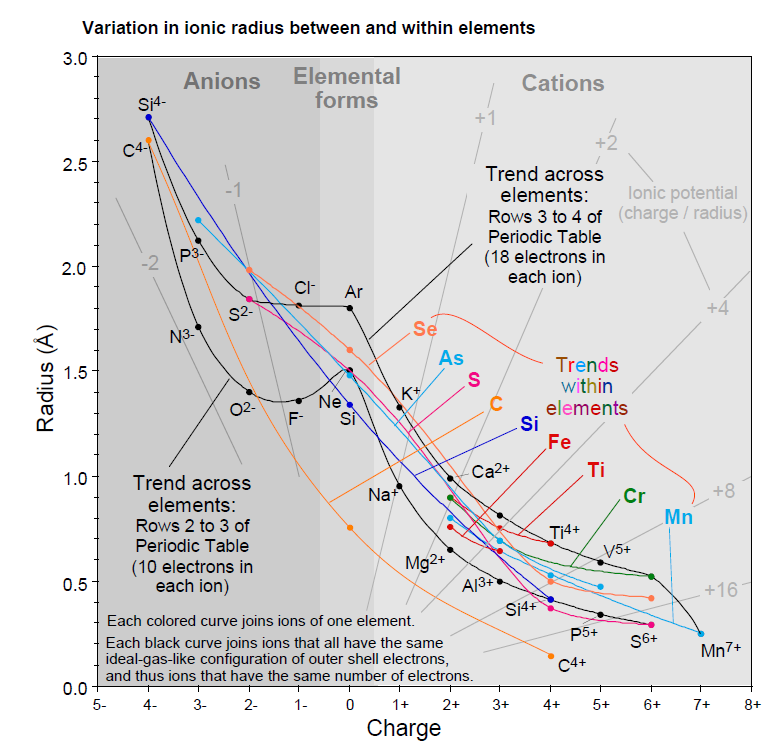 Variation in ionic radius between and within elements
3.0
2.5
2.0
1.5
1.0
0.5
0.0
Radius (Å)
Anions
Elemental
forms
Cations
+1
+2
Ionic potential
(charge / radius)
-1
-2
+4
+8
+16
Trend across
elements:
Rows 3 to 4 of
Periodic Table
(18 electrons in
each ion)
Si4-
C4-
P3-
S2-
Cl-
Ar
N3-
O2-
F-
Ne
Si
K+
Ca2+
Na+
Mg2+
Al3+
Si4+
P5+
S6+
C4+
Ti4+
V5+
Mn7+
Se
As
S
C
Si
Fe
Ti
Cr
Mn
Trends
within
elements
Trend across
elements:
Rows 2 to 3 of
Periodic Table
(10 electrons in
each ion)
Each colored curve joins ions of one element.
Each black curve joins ions that all have the same
ideal-gas-like configuration of outer shell electrons,
and thus ions that have the same number of electrons.
5- 4- 3- 2- 1- 0 1+ 2+ 3+ 4+ 5+ 6+ 7+ 8+
Charge